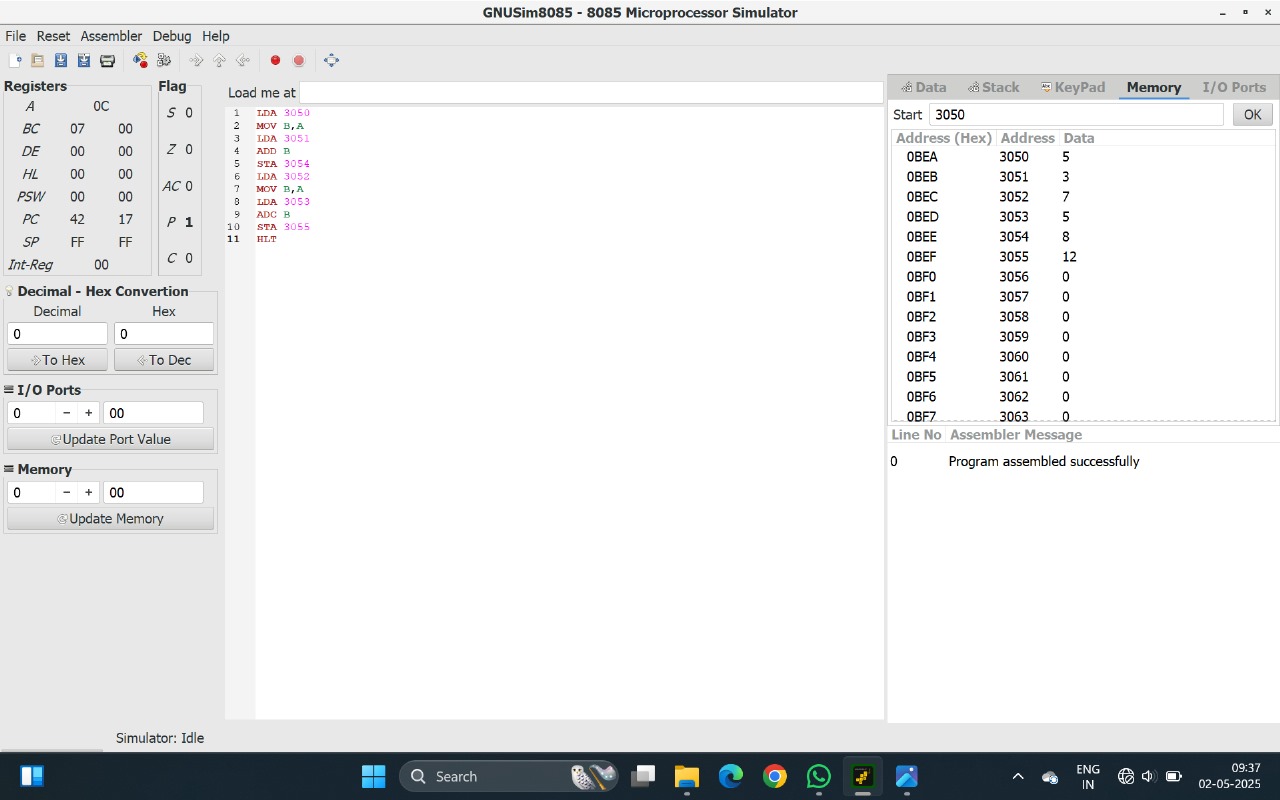 GNUSim8085 - 8085 Microprocessor Simulator
File Reset Assembler Debug Help
Registers
A 0C
BC 07 00
DE 00 00
HL 00 00
PSW 00 00
PC 42 17
SP FF FF
Int-Reg 00
Flag
S 0
Z 0
AC 0
P 1
C 0
Decimal - Hex Convertion
Decimal Hex
0 0
To Hex To Dec
I/O Ports
0 − + 00
Update Port Value
Memory
0 − + 00
Update Memory
Load me at
1 LDA 3050
2 MOV B,A
3 LDA 3051
4 ADD B
5 STA 3054
6 LDA 3052
7 MOV B,A
8 LDA 3053
9 ADC B
10 STA 3055
11 HLT
Data Stack KeyPad Memory I/O Ports
Start 3050 OK
Address (Hex) Address Data
0BEA 3050 5
0BEB 3051 3
0BEC 3052 7
0BED 3053 5
0BEE 3054 8
0BEF 3055 12
0BF0 3056 0
0BF1 3057 0
0BF2 3058 0
0BF3 3059 0
0BF4 3060 0
0BF5 3061 0
0BF6 3062 0
0BF7 3063 0
Line No Assembler Message
0 Program assembled successfully
Simulator: Idle
Search
ENG
IN
09:37
02-05-2025